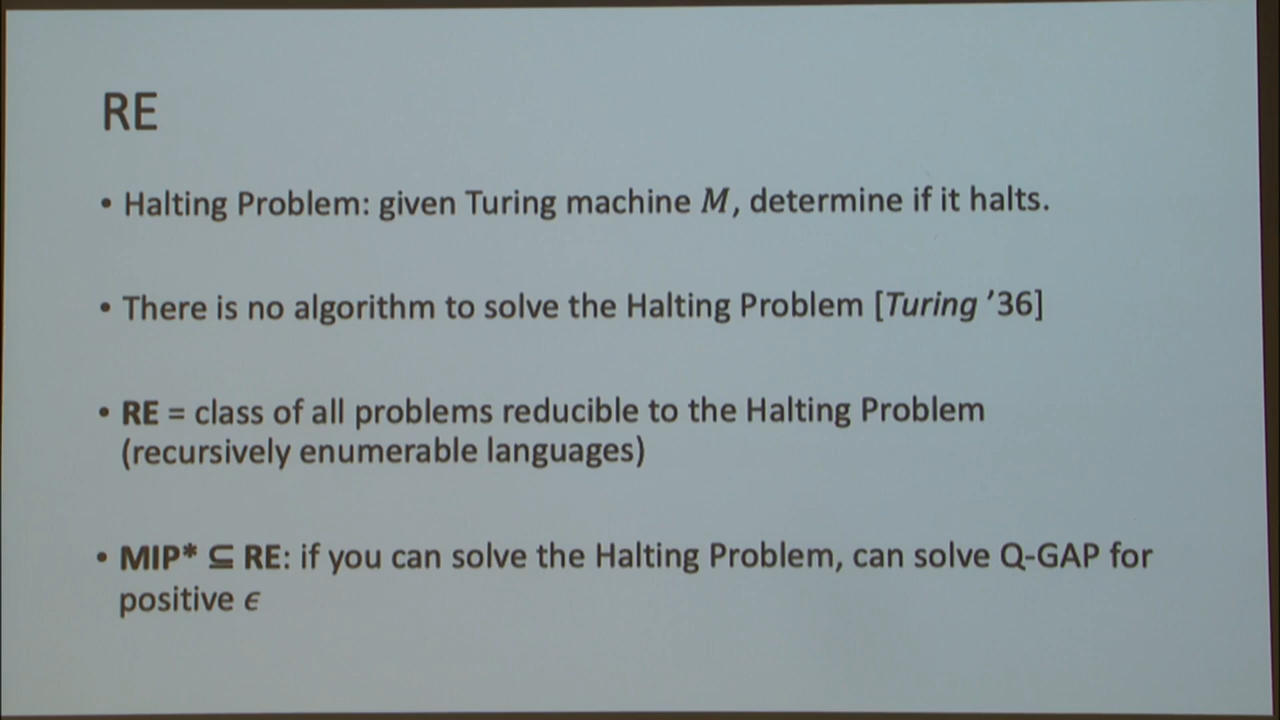 RE
• Halting Problem: given Turing machine M, determine if it halts.
• There is no algorithm to solve the Halting Problem [Turing ’36]
• RE = class of all problems reducible to the Halting Problem
(recursively enumerable languages)
• MIP* ⊆ RE: if you can solve the Halting Problem, can solve Q-GAP for
positive ϵ